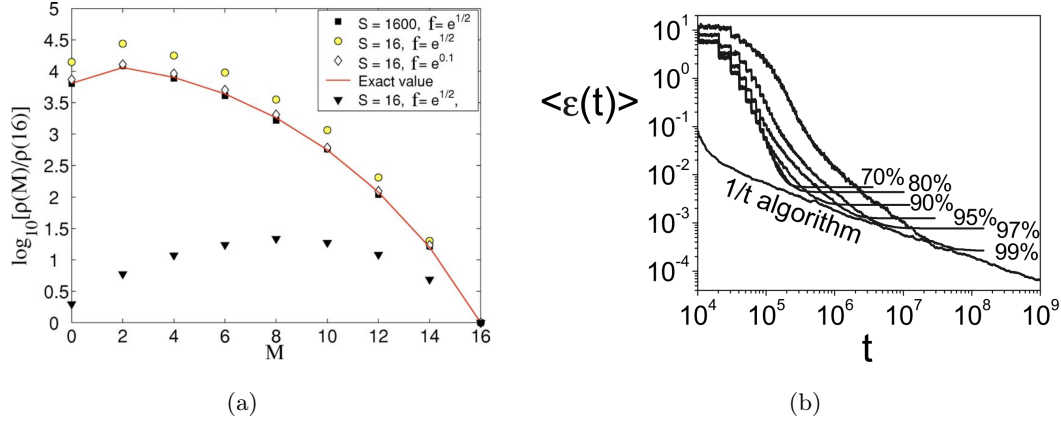 (a)
5
4.5
4
3.5
3
2.5
2
1.5
1
0.5
0
log₁₀[ρ(M)/ρ(16)]
0 2 4 6 8 10 12 14 16
M
S = 1600, f = e^{1/2}
S = 16, f = e^{1/2}
S = 16, f = e^{0.1}
Exact value
S = 16, f = e^{1/2},
(a)
(b)
<ε(t)>
10^1
10^0
10^{-1}
10^{-2}
10^{-3}
10^{-4}
70%
80%
90%
95%
97%
99%
1/t algorithm
10^4 10^5 10^6 10^7 10^8 10^9
t
(b)